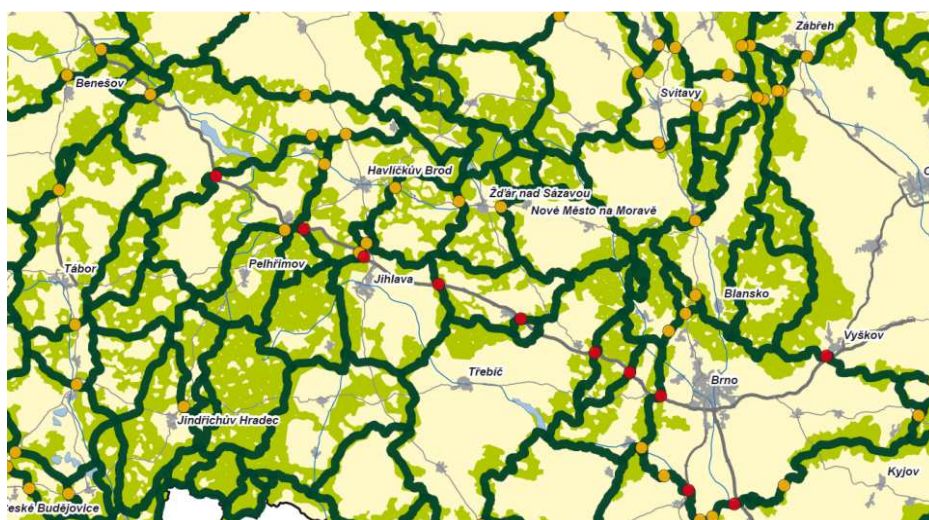 Zábřeh
Benešov
Svitavy
Havlíčkův Brod
Žďár nad Sázavou
Nové Město na Moravě
Pelhřimov
Tábor
Jihlava
Blansko
Vyškov
Třebíč
Brno
Jindřichův Hradec
Kyjov
České Budějovice